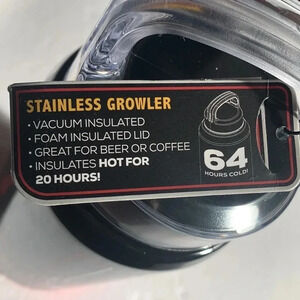 STAINLESS GROWLER
• VACUUM INSULATED
• FOAM INSULATED LID
• GREAT FOR BEER OR COFFEE
• INSULATES HOT FOR
20 HOURS!
64
HOURS COLD!